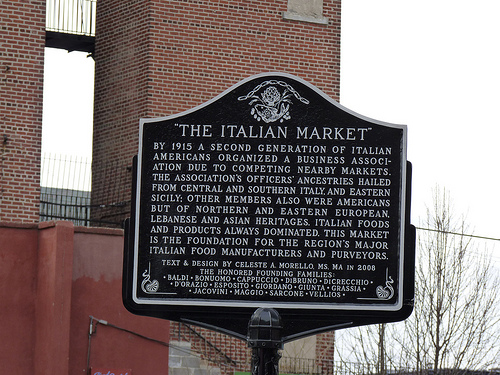 "THE ITALIAN MARKET"
BY 1915 A SECOND GENERATION OF ITALIAN
AMERICANS ORGANIZED A BUSINESS ASSOCI-
ATION DUE TO COMPETING NEARBY MARKETS.
THE ASSOCIATION'S OFFICERS' ANCESTRIES HAILED
FROM CENTRAL AND SOUTHERN ITALY, AND EASTERN
SICILY; OTHER MEMBERS ALSO WERE AMERICANS
BUT OF NORTHERN AND EASTERN EUROPEAN,
LEBANESE AND ASIAN HERITAGES. ITALIAN FOODS
AND PRODUCTS ALWAYS DOMINATED. THIS MARKET
IS THE FOUNDATION FOR THE REGION'S MAJOR
ITALIAN FOOD MANUFACTURERS AND PURVEYORS.
TEXT & DESIGN BY CELESTE A. MORELLO, MS, MA IN 2008
THE HONORED FOUNDING FAMILIES:
• BALDI • BONUOMO • CAPPUCCIO • DIBRUNO • DICRECCHIO •
• D'ORAZIO • ESPOSITO • GIORDANO • GIUNTA • GRASSIA •
• JACOVINI • MAGGIO • SARCONE • VELLIOS •